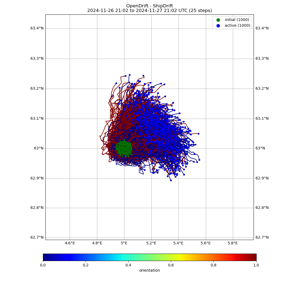 OpenDrift - ShipDrift
2024-11-26 21:02 to 2024-11-27 21:02 UTC (25 steps)
initial (1000)
active (1000)
63.4°N 63.4°N
63.3°N 63.3°N
63.2°N 63.2°N
63.1°N 63.1°N
63°N 63°N
62.9°N 62.9°N
62.8°N 62.8°N
62.7°N 62.7°N
4.6°E 4.8°E 5°E 5.2°E 5.4°E 5.6°E 5.8°E
0.0 0.2 0.4 0.6 0.8 1.0
orientation